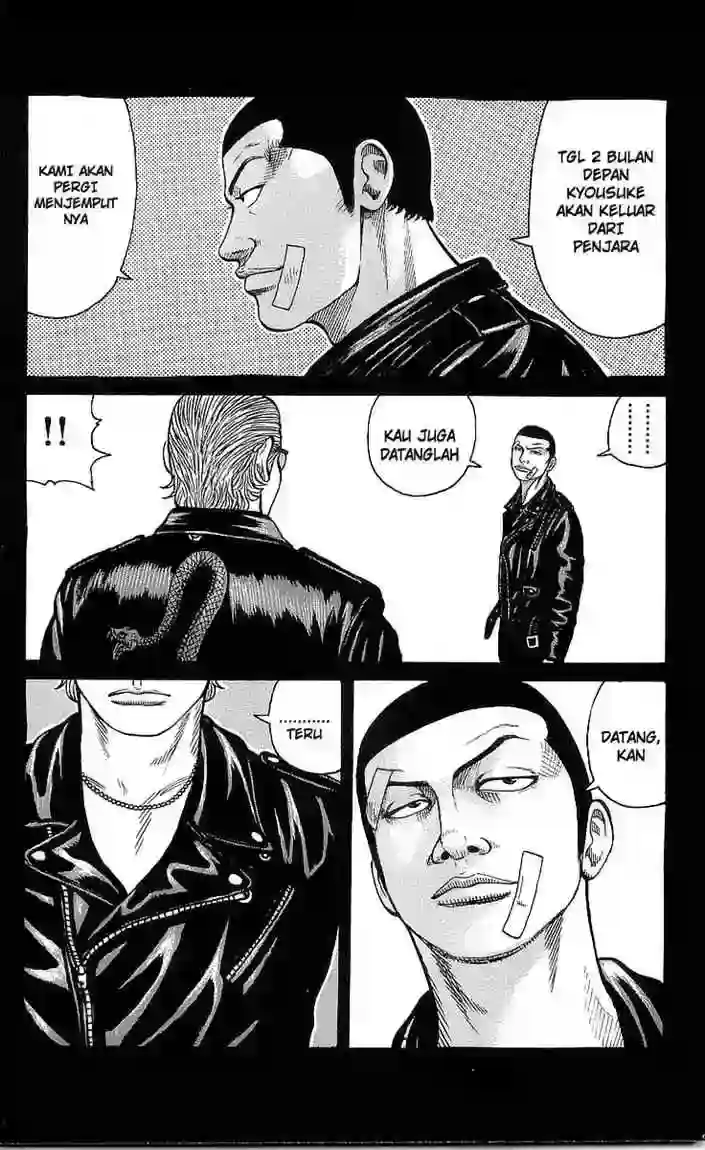 TGL 2 BULAN
DEPAN
KYOUSUKE
AKAN KELUAR
DARI
PENJARA
KAMI AKAN
PERGI
MENJEMPUT
NYA
KAU JUGA
DATANGLAH
!!
DATANG,
KAN
............
TERU